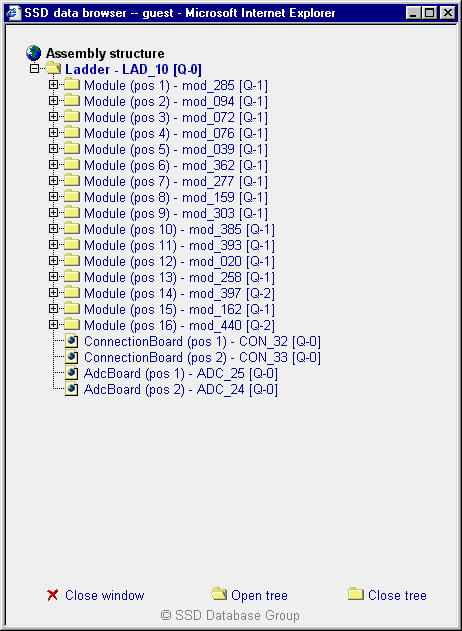 SSD data browser -- guest - Microsoft Internet Explorer
Assembly structure
Ladder - LAD_10 [Q-0]
Module (pos 1) - mod_285 [Q-1]
Module (pos 2) - mod_094 [Q-1]
Module (pos 3) - mod_072 [Q-1]
Module (pos 4) - mod_076 [Q-1]
Module (pos 5) - mod_039 [Q-1]
Module (pos 6) - mod_362 [Q-1]
Module (pos 7) - mod_277 [Q-1]
Module (pos 8) - mod_159 [Q-1]
Module (pos 9) - mod_303 [Q-1]
Module (pos 10) - mod_385 [Q-1]
Module (pos 11) - mod_393 [Q-1]
Module (pos 12) - mod_020 [Q-1]
Module (pos 13) - mod_258 [Q-1]
Module (pos 14) - mod_397 [Q-2]
Module (pos 15) - mod_162 [Q-1]
Module (pos 16) - mod_440 [Q-2]
ConnectionBoard (pos 1) - CON_32 [Q-0]
ConnectionBoard (pos 2) - CON_33 [Q-0]
AdcBoard (pos 1) - ADC_25 [Q-0]
AdcBoard (pos 2) - ADC_24 [Q-0]
Close window Open tree Close tree
© SSD Database Group